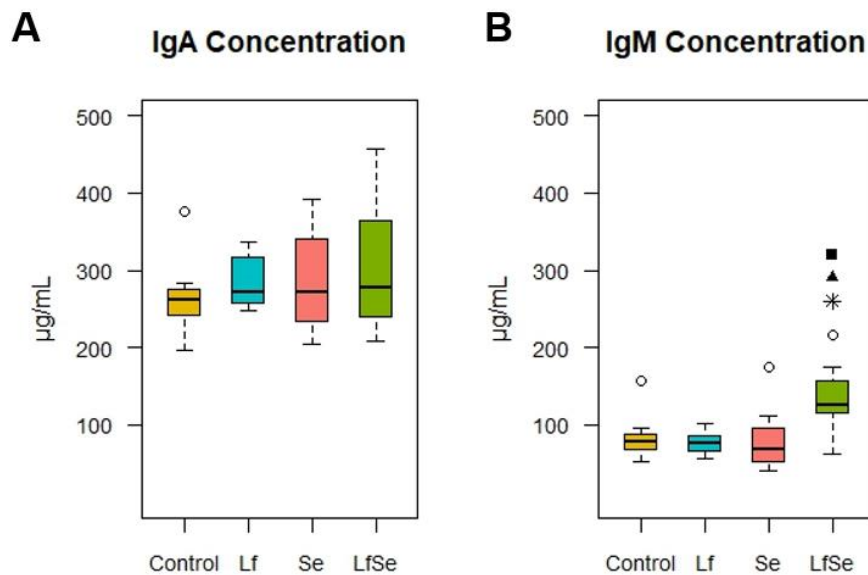 A
IgA Concentration
500
400
300
200
100
µg/mL
Control Lf Se LfSe
B
IgM Concentration
500
400
300
200
100
µg/mL
Control Lf Se LfSe